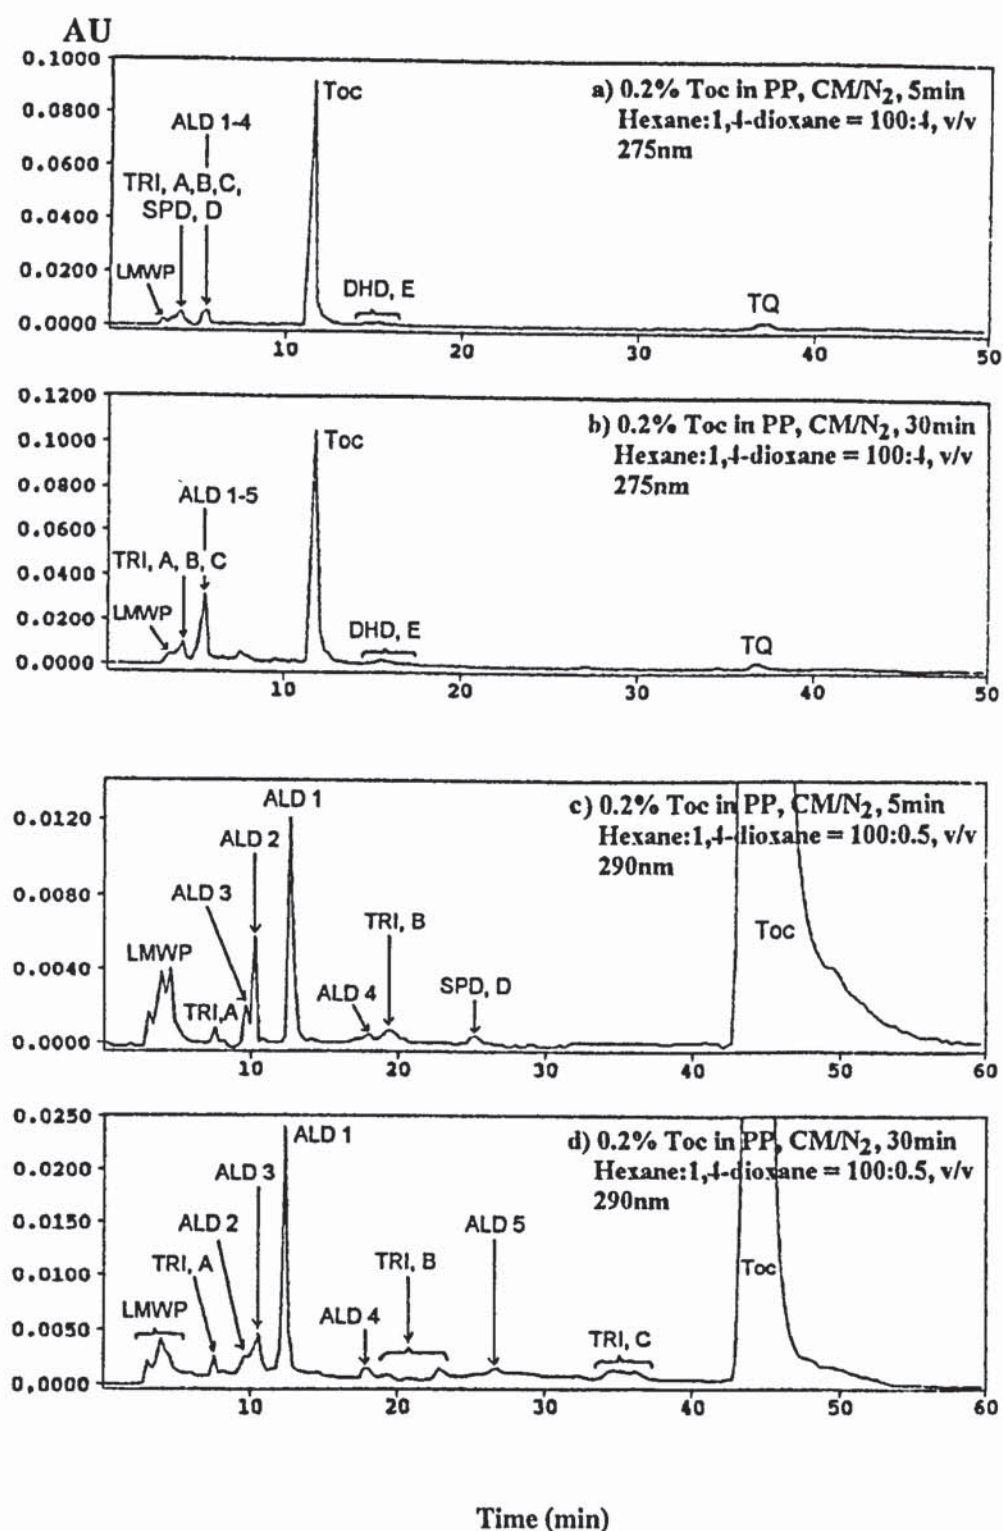 AU
0.1000
0.0800
0.0600
0.0400
0.0200
0.0000
Toc
a) 0.2% Toc in PP, CM/N2, 5min
Hexane:1,4-dioxane = 100:4, v/v
275nm
ALD 1-4
TRI, A,B,C,
SPD, D
LMWP
DHD, E
TQ
10
20
30
40
50
0.1200
0.1000
0.0800
0.0600
0.0400
0.0200
0.0000
Toc
b) 0.2% Toc in PP, CM/N2, 30min
Hexane:1,4-dioxane = 100:4, v/v
275nm
ALD 1-5
TRI, A, B, C
LMWP
DHD, E
TQ
10
20
30
40
50
0.0120
0.0080
0.0040
0.0000
ALD 1
c) 0.2% Toc in PP, CM/N2, 5min
Hexane:1,4-dioxane = 100:0.5, v/v
290nm
ALD 2
ALD 3
LMWP
TRI,A
ALD 4
TRI, B
SPD, D
Toc
10
20
30
40
50
60
0.0250
0.0200
0.0150
0.0100
0.0050
0,0000
ALD 1
d) 0.2% Toc in PP, CM/N2, 30min
Hexane:1,4-dioxane = 100:0.5, v/v
290nm
ALD 3
ALD 2
TRI, A
LMWP
ALD 4
TRI, B
ALD 5
TRI, C
Toc
10
20
30
40
50
60
Time (min)